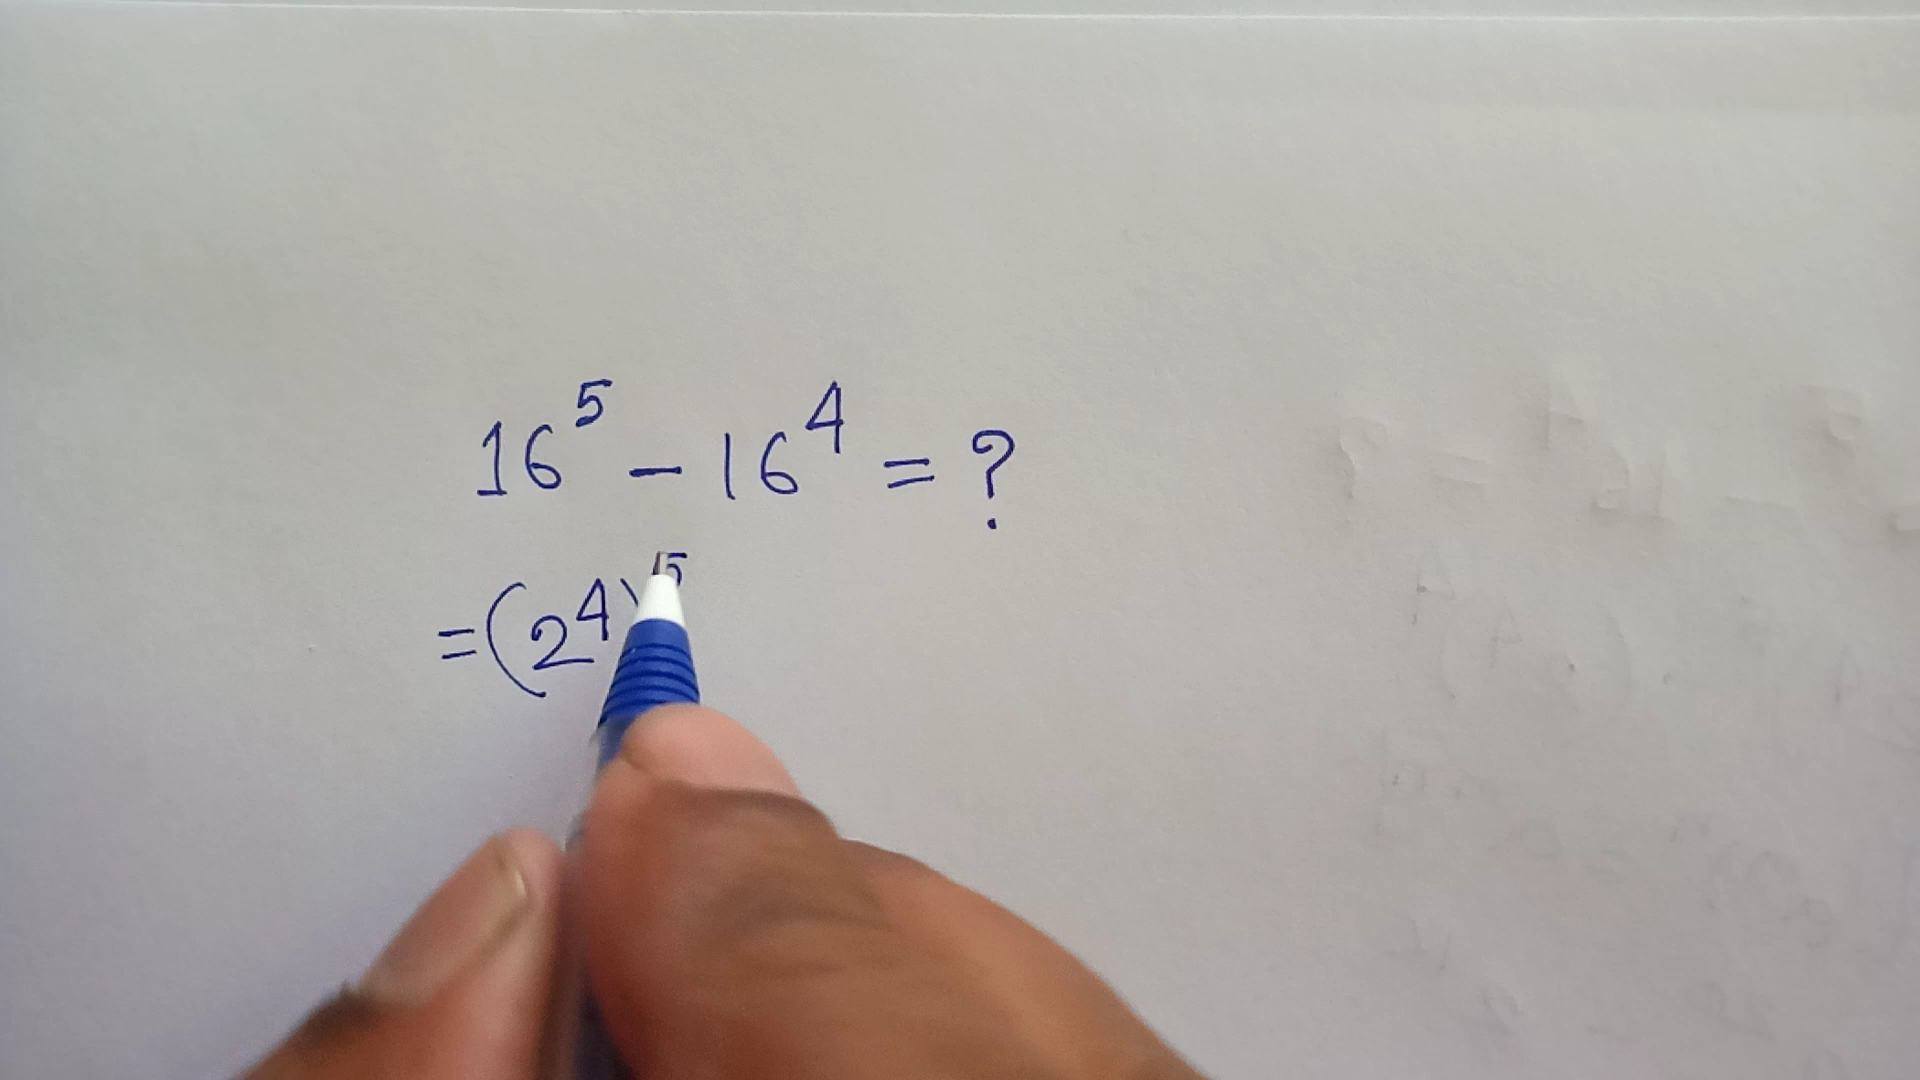 16⁵ - 16⁴ = ?
= (2⁴)⁵